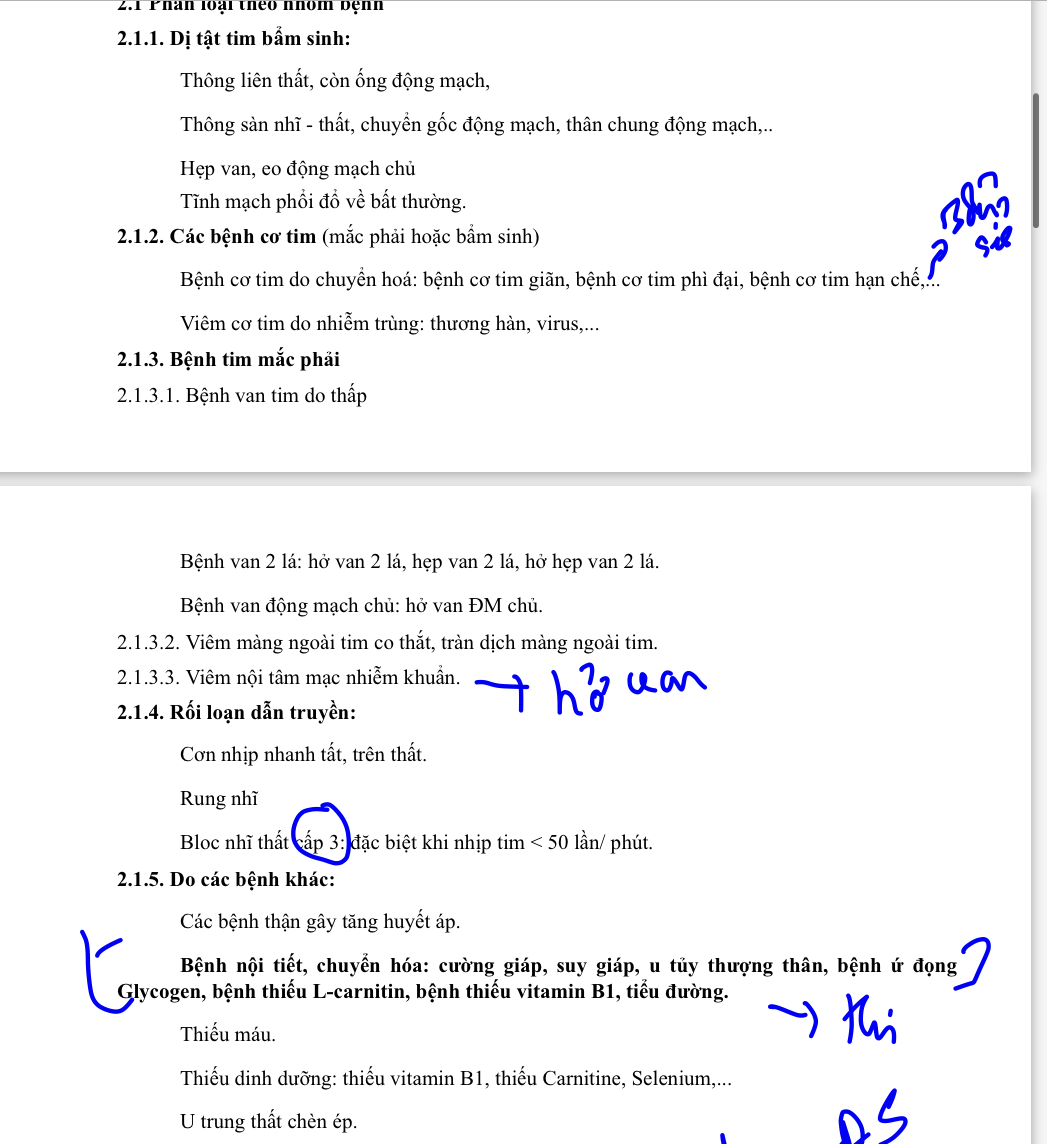 2.1 Phân loại theo nhóm bệnh
2.1.1. Dị tật tim bẩm sinh:
Thông liên thất, còn ống động mạch,
Thông sàn nhĩ - thất, chuyển gốc động mạch, thân chung động mạch,..
Hẹp van, eo động mạch chủ
Tĩnh mạch phổi đổ về bất thường.
2.1.2. Các bệnh cơ tim (mắc phải hoặc bẩm sinh)
Bệnh cơ tim do chuyển hoá: bệnh cơ tim giãn, bệnh cơ tim phì đại, bệnh cơ tim hạn chế,...
Viêm cơ tim do nhiễm trùng: thương hàn, virus,...
2.1.3. Bệnh tim mắc phải
2.1.3.1. Bệnh van tim do thấp
Bệnh van 2 lá: hở van 2 lá, hẹp van 2 lá, hở hẹp van 2 lá.
Bệnh van động mạch chủ: hở van ĐM chủ.
2.1.3.2. Viêm màng ngoài tim co thắt, tràn dịch màng ngoài tim.
2.1.3.3. Viêm nội tâm mạc nhiễm khuẩn. → hở van
2.1.4. Rối loạn dẫn truyền:
Cơn nhịp nhanh tất, trên thất.
Rung nhĩ
Bloc nhĩ thất cấp 3: đặc biệt khi nhịp tim < 50 lần/ phút.
2.1.5. Do các bệnh khác:
Các bệnh thận gây tăng huyết áp.
Bệnh nội tiết, chuyển hóa: cường giáp, suy giáp, u tủy thượng thân, bệnh ứ đọng
Glycogen, bệnh thiếu L-carnitin, bệnh thiếu vitamin B1, tiểu đường.
→ thi
Thiếu máu.
Thiếu dinh dưỡng: thiếu vitamin B1, thiếu Carnitine, Selenium,...
U trung thất chèn ép.